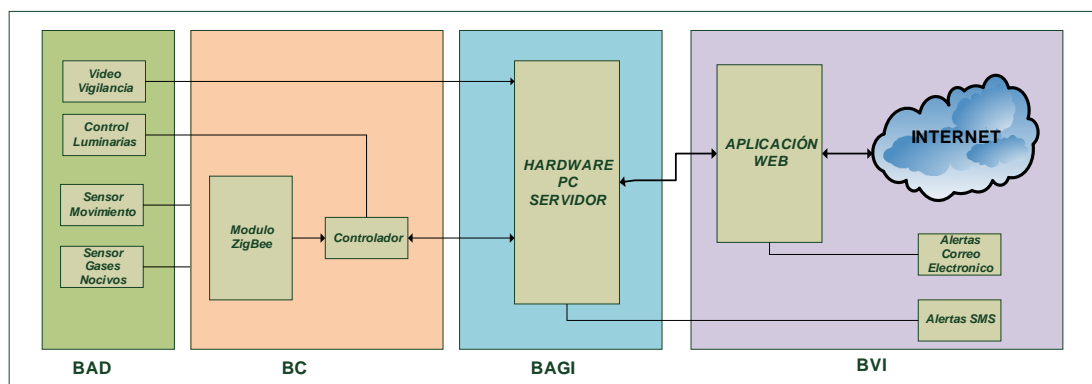 Video
Vigilancia
Control
Luminarias
Sensor
Movimiento
Sensor
Gases
Nocivos
Modulo
ZigBee
Controlador
HARDWARE
PC
SERVIDOR
APLICACIÓN
WEB
INTERNET
Alertas
Correo
Electronico
Alertas SMS
BAD
BC
BAGI
BVI